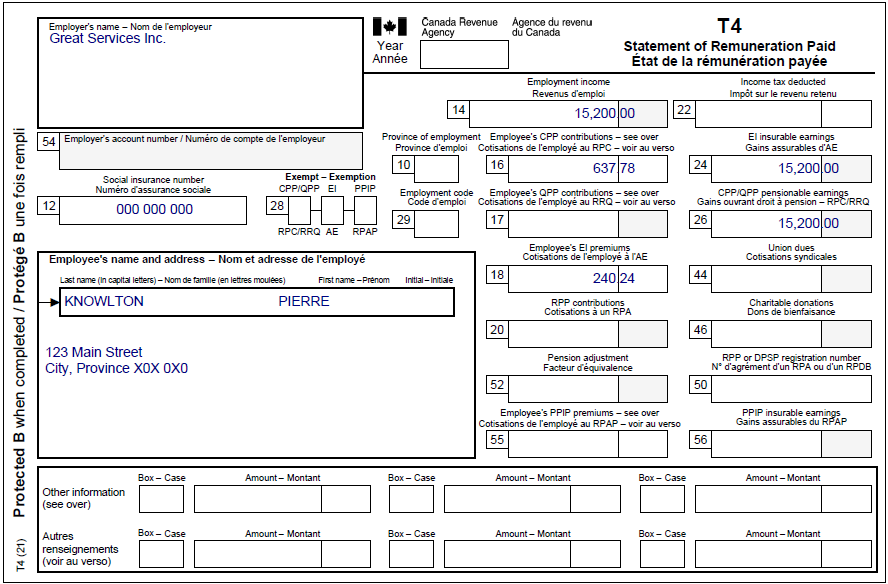 Employer's name – Nom de l'employeur
Great Services Inc.
Canada Revenue Agency
Agence du revenu du Canada
Year
Année
T4
Statement of Remuneration Paid
État de la rémunération payée
Employment income
Revenus d'emploi
14 15,200.00
Income tax deducted
Impôt sur le revenu retenu
22
54 Employer's account number / Numéro de compte de l'employeur
Province of employment
Province d'emploi
10
Employee's CPP contributions – see over
Cotisations de l'employé au RPC – voir au verso
16 637.78
EI insurable earnings
Gains assurables d'AE
24 15,200.00
Social insurance number
Numéro d'assurance sociale
12 000 000 000
Exempt – Exemption
CPP/QPP EI PPIP
28
RPC/RRQ AE RPAP
Employment code
Code d'emploi
29
Employee's QPP contributions – see over
Cotisations de l'employé au RRQ – voir au verso
17
CPP/QPP pensionable earnings
Gains ouvrant droit à pension – RPC/RRQ
26 15,200.00
Employee's name and address – Nom et adresse de l'employé
Last name (in capital letters) – Nom de famille (en lettres moulées) First name – Prénom Initial – Initiale
KNOWLTON PIERRE
123 Main Street
City, Province X0X 0X0
Employee's EI premiums
Cotisations de l'employé à l'AE
18 240.24
Union dues
Cotisations syndicales
44
RPP contributions
Cotisations à un RPA
20
Charitable donations
Dons de bienfaisance
46
Pension adjustment
Facteur d'équivalence
52
RPP or DPSP registration number
N° d'agrément d'un RPA ou d'un RPDB
50
Employee's PPIP premiums – see over
Cotisations de l'employé au RPAP – voir au verso
55
PPIP insurable earnings
Gains assurables du RPAP
56
Other information
(see over)
Box – Case Amount – Montant Box – Case Amount – Montant Box – Case Amount – Montant
Autres
renseignements
(voir au verso)
Box – Case Amount – Montant Box – Case Amount – Montant Box – Case Amount – Montant
Protected B when completed / Protégé B une fois rempli
T4 (21)